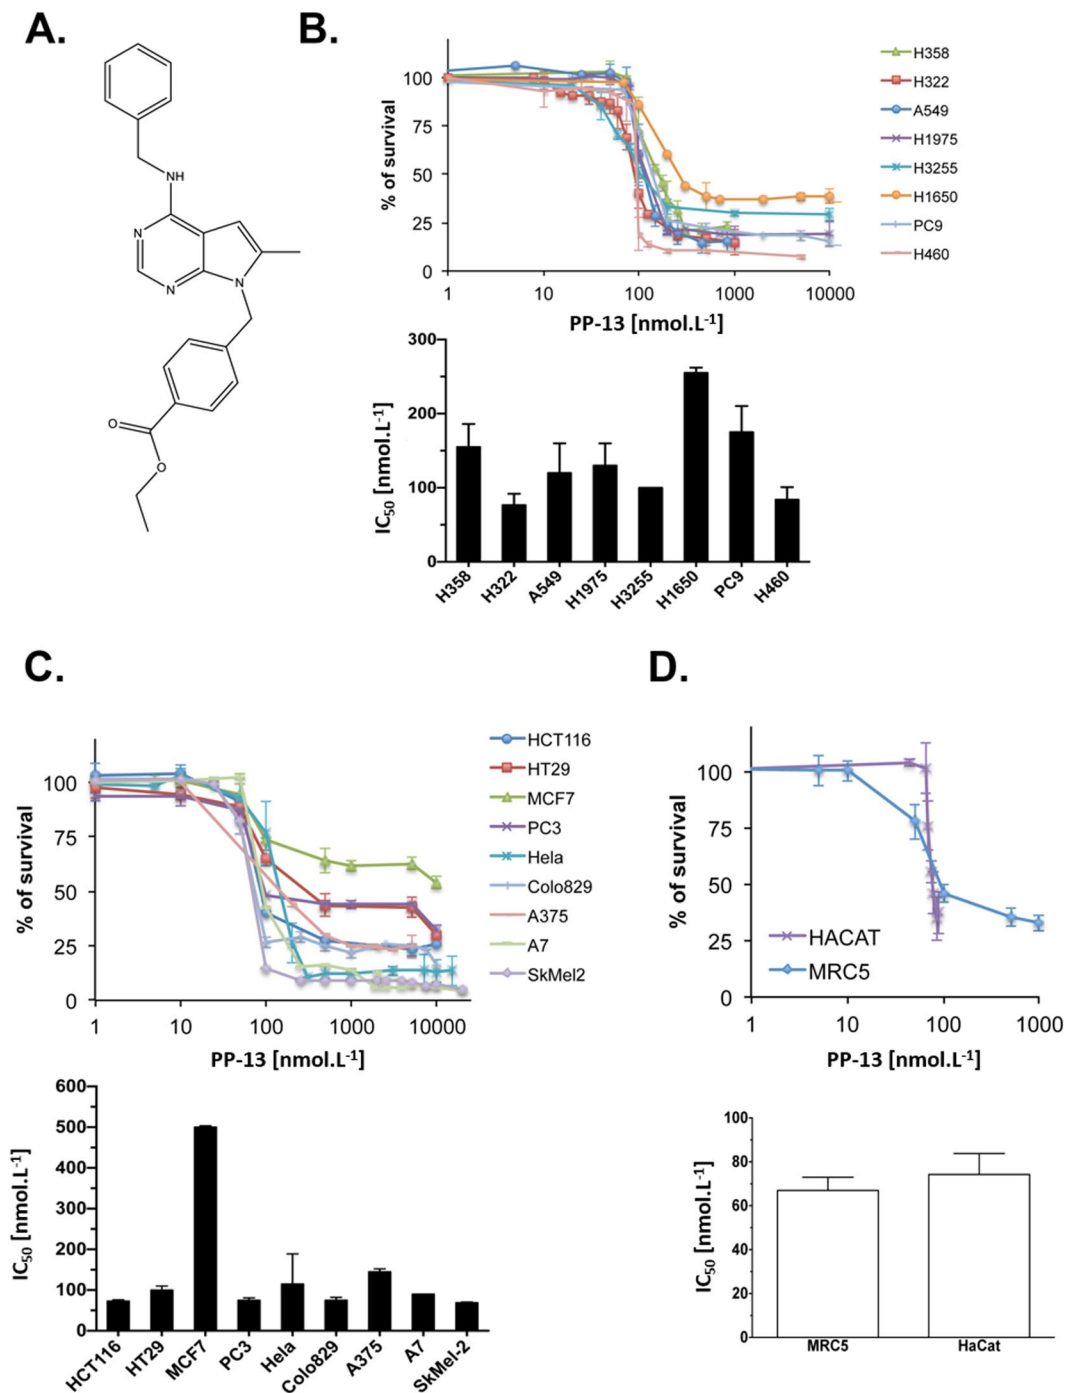 A.
NH
N
N
N
O
O
B.
% of survival
100
75
50
25
0
1 10 100 1000 10000
PP-13 [nmol.L-1]
H358
H322
A549
H1975
H3255
H1650
PC9
H460
IC50 [nmol.L-1]
300
200
100
0
H358 H322 A549 H1975 H3255 H1650 PC9 H460
C.
% of survival
100
75
50
25
0
1 10 100 1000 10000
PP-13 [nmol.L-1]
HCT116
HT29
MCF7
PC3
Hela
Colo829
A375
A7
SkMel2
IC50 [nmol.L-1]
600
500
400
300
200
100
0
HCT116 HT29 MCF7 PC3 Hela Colo829 A375 A7 SkMel-2
D.
% of survival
100
75
50
25
0
HACAT
MRC5
1 10 100 1000
PP-13 [nmol.L-1]
IC50 [nmol.L-1]
100
80
60
40
20
0
MRC5 HaCat